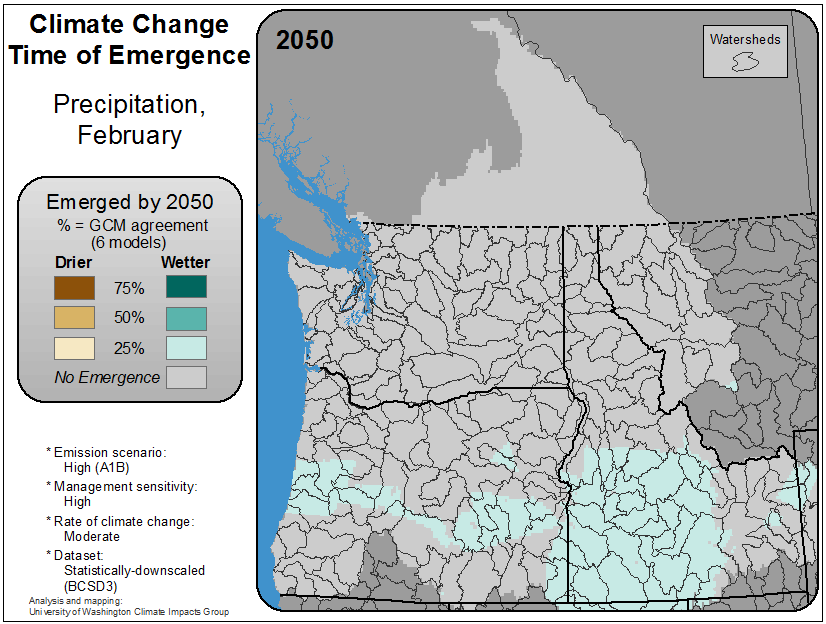 Climate Change
Time of Emergence
Precipitation,
February
Emerged by 2050
% = GCM agreement
(6 models)
Drier Wetter
75%
50%
25%
No Emergence
* Emission scenario:
High (A1B)
* Management sensitivity:
High
* Rate of climate change:
Moderate
* Dataset:
Statistically-downscaled
(BCSD3)
Analysis and mapping:
University of Washington Climate Impacts Group
2050
Watersheds